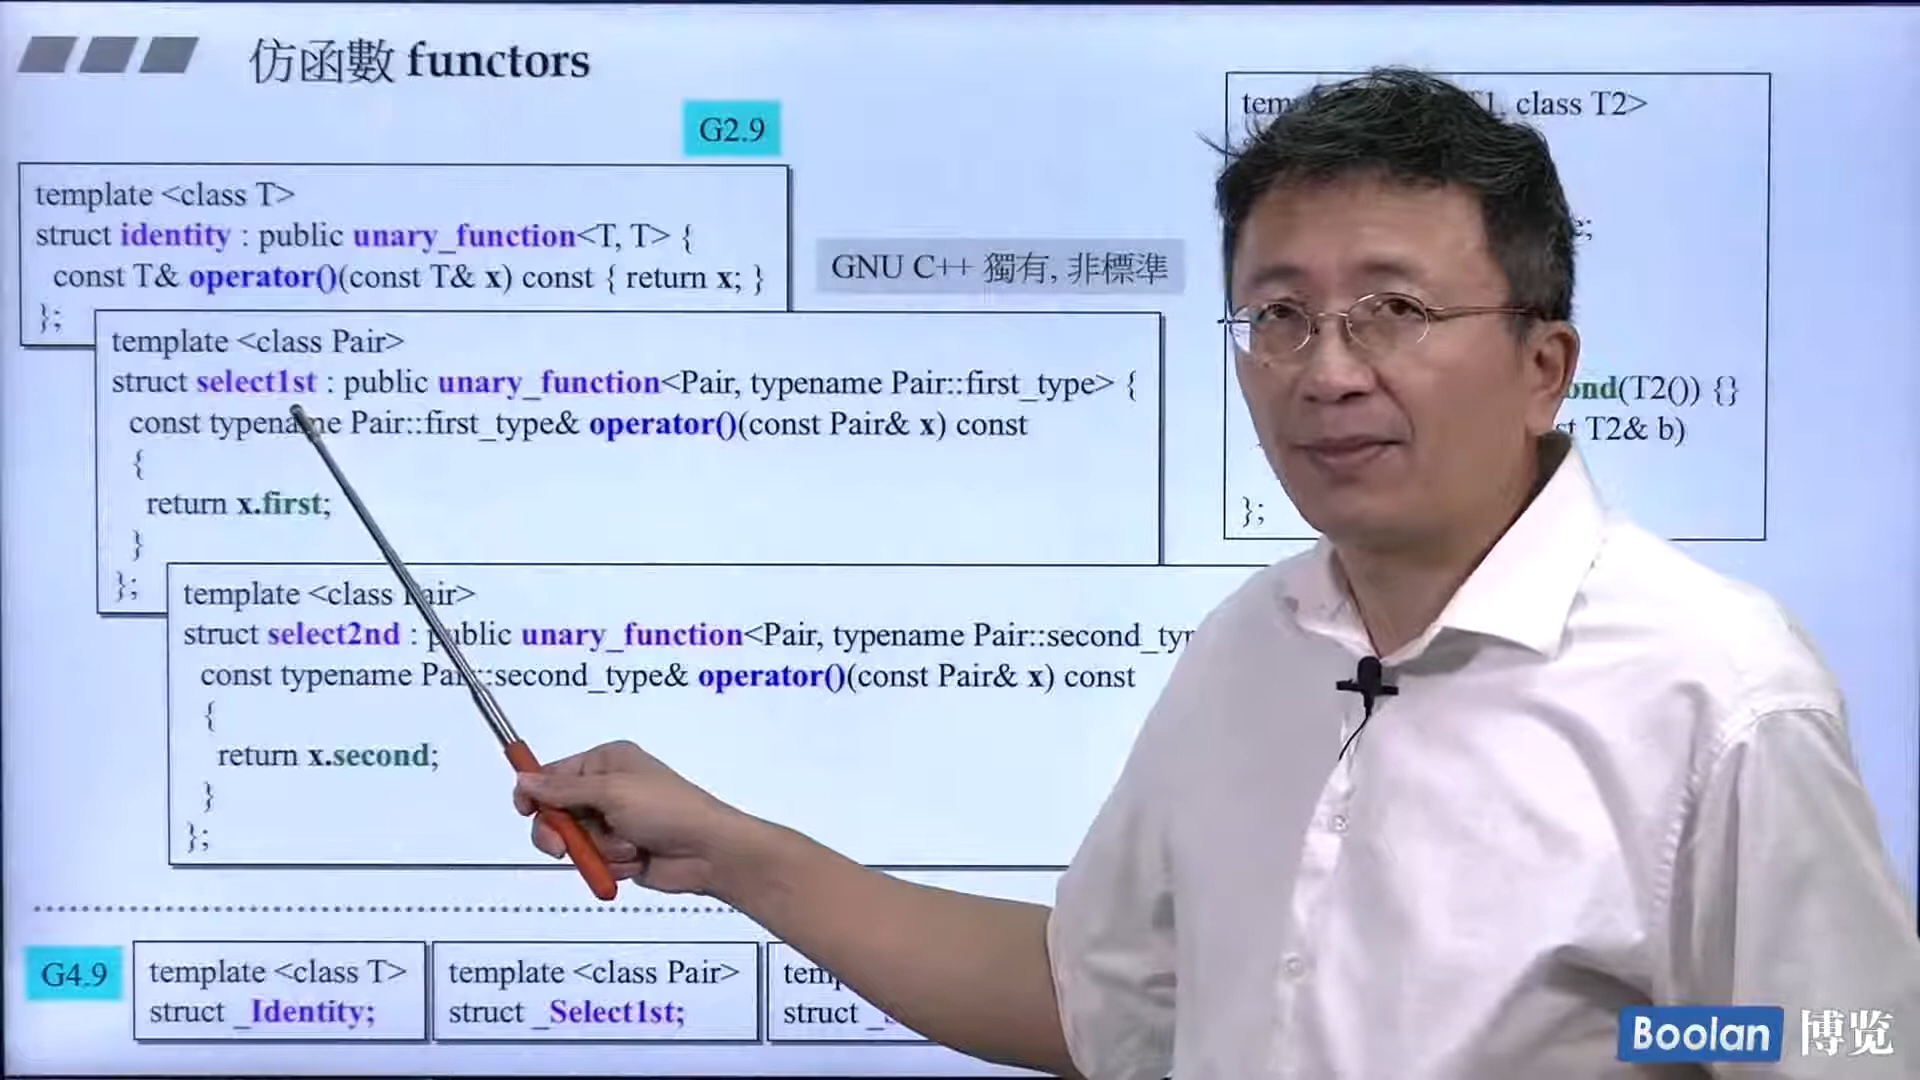 仿函數 functors
G2.9
template <class T>
struct identity : public unary_function<T, T> {
const T& operator()(const T& x) const { return x; }
};
GNU C++ 獨有, 非標準
template <class Pair>
struct select1st : public unary_function<Pair, typename Pair::first_type> {
const typename Pair::first_type& operator()(const Pair& x) const
{
return x.first;
}
};
template <class Pair>
struct select2nd : public unary_function<Pair, typename Pair::second_typ
const typename Pair::second_type& operator()(const Pair& x) const
{
return x.second;
}
};
T1, class T2>
(T2()) {}
T2& b)
};
G4.9
template <class T>
struct _Identity;
template <class Pair>
struct _Select1st;
struct
Boolan 博览